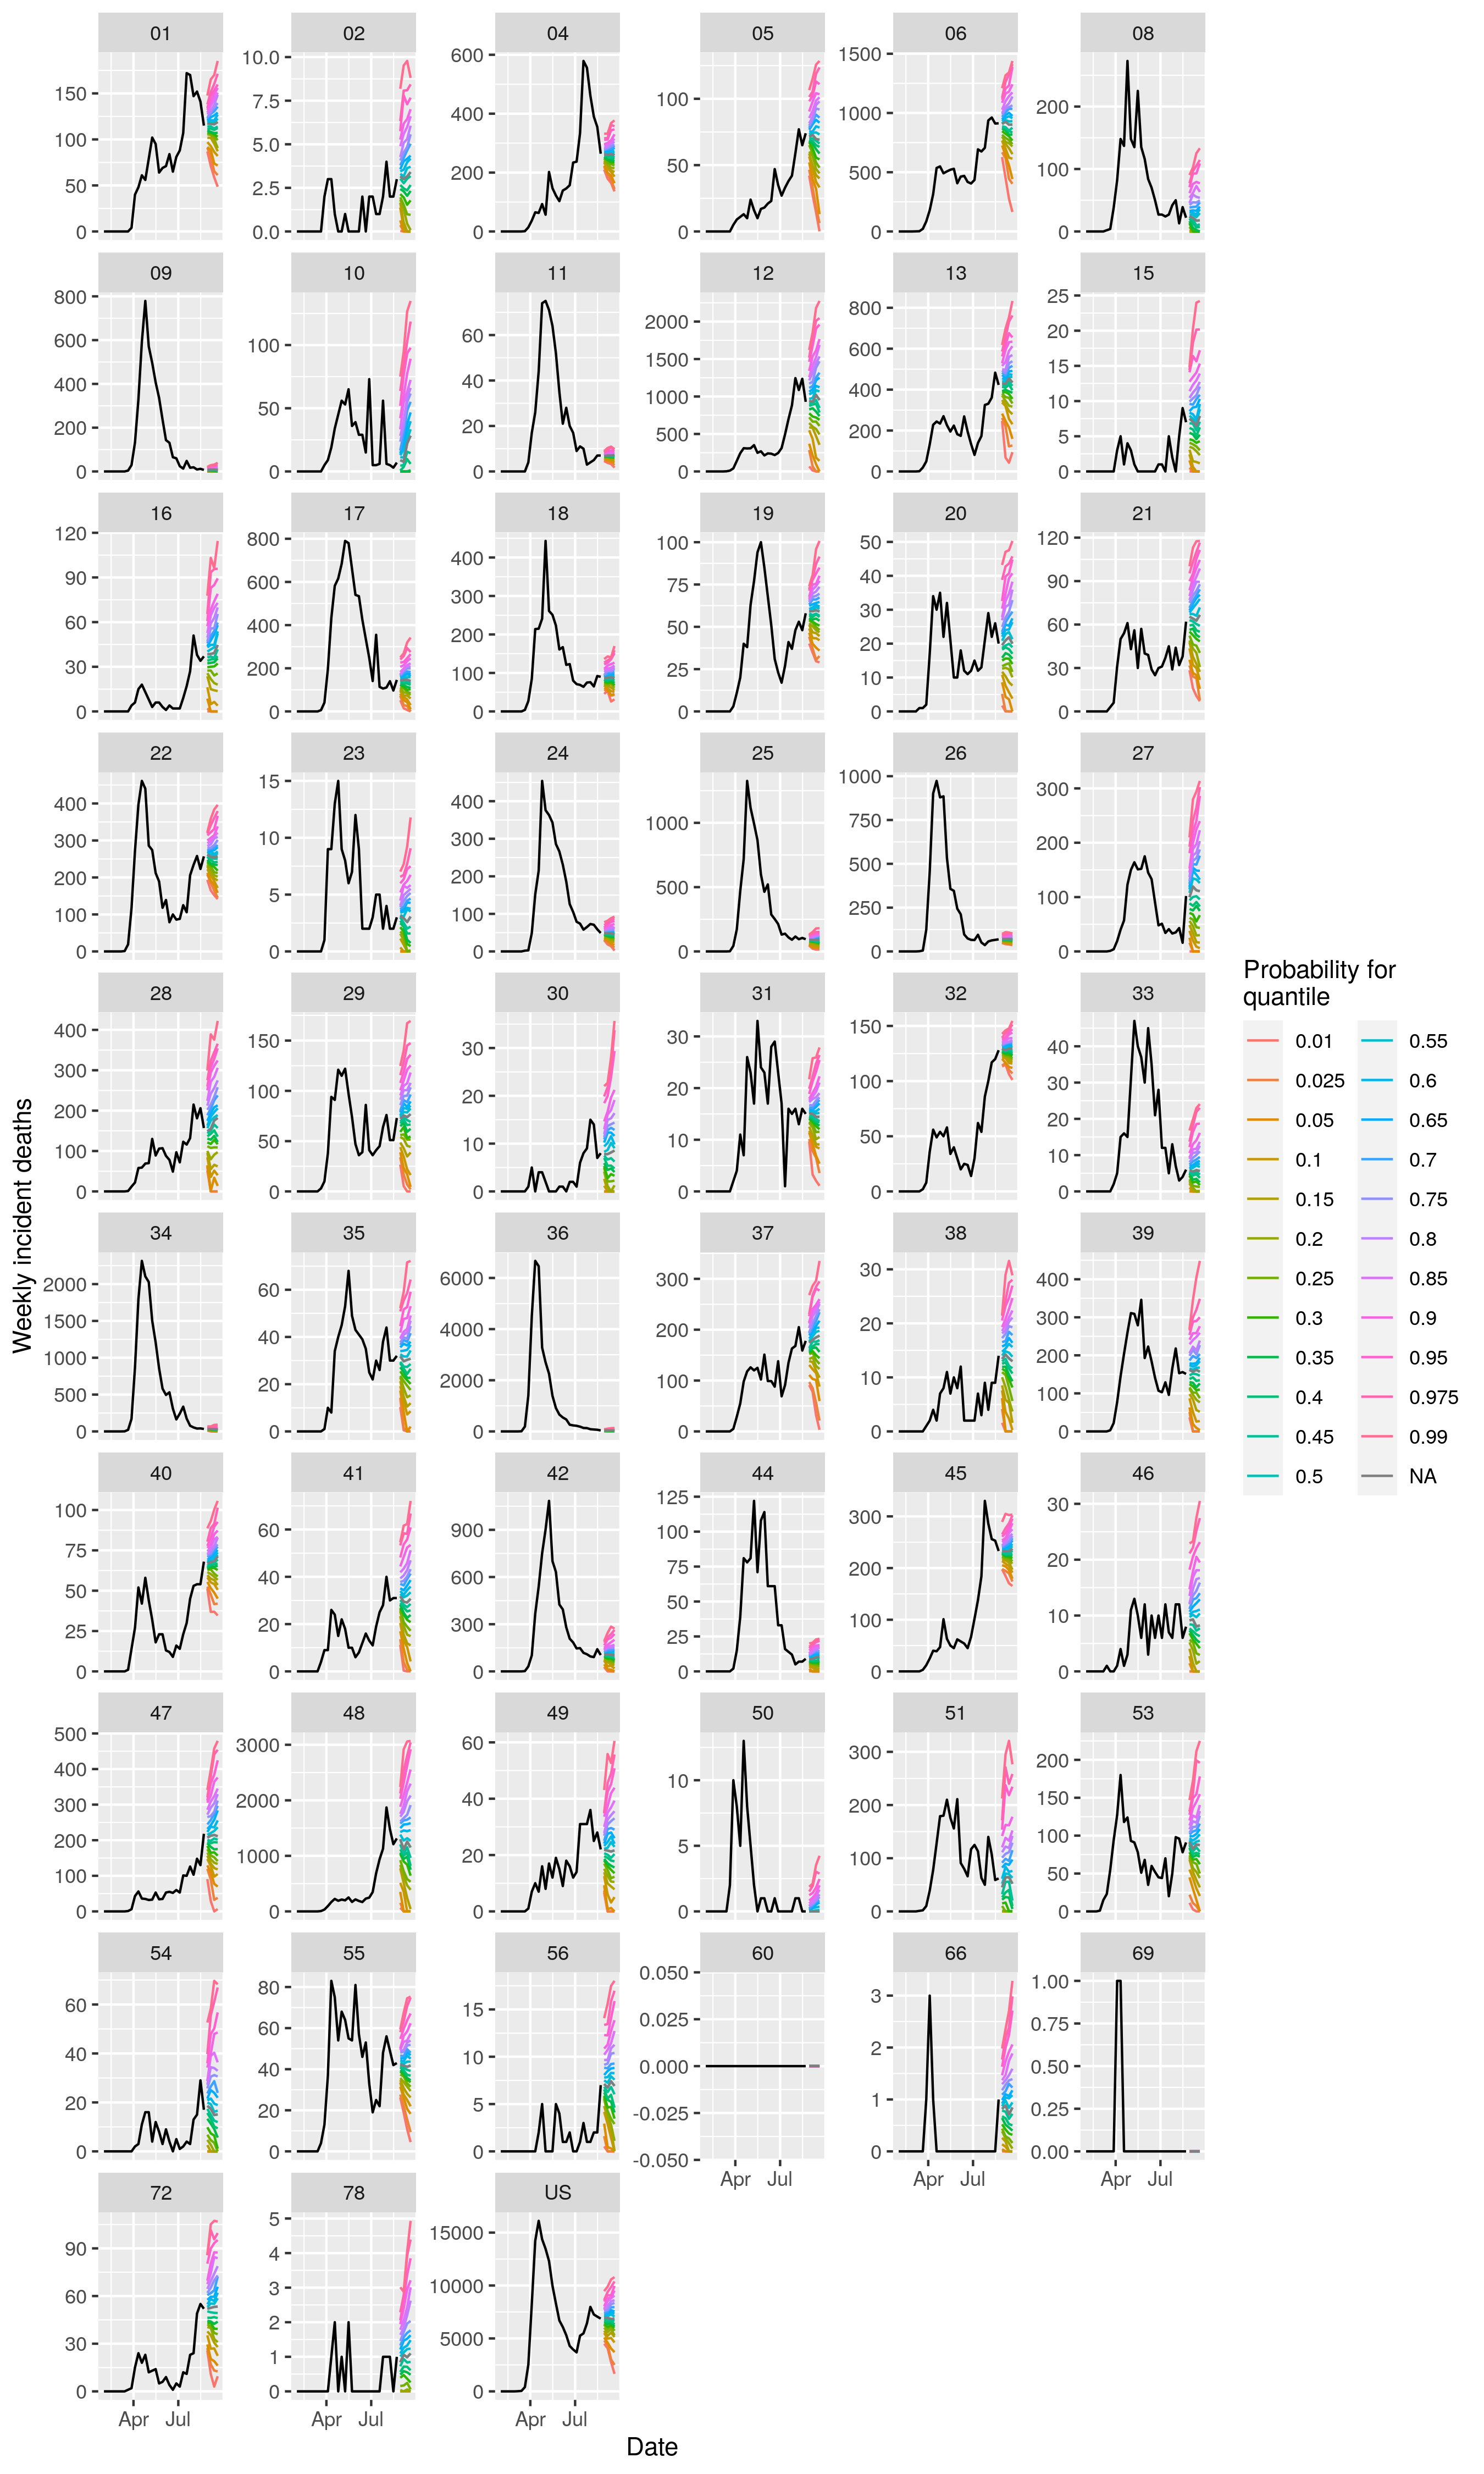 Weekly incident deaths
01 02 04 05 06 08
150 100 50 0
10.0 7.5 5.0 2.5 0.0
600 400 200 0
100 50 0
1500 1000 500 0
200 100 0
09 10 11 12 13 15
800 600 400 200 0
100 50 0
60 40 20 0
2000 1500 1000 500 0
800 600 400 200 0
25 20 15 10 5 0
16 17 18 19 20 21
120 90 60 30 0
800 600 400 200 0
400 300 200 100 0
100 75 50 25 0
50 40 30 20 10 0
120 90 60 30 0
22 23 24 25 26 27
400 300 200 100 0
15 10 5 0
400 300 200 100 0
1000 500 0
1000 750 500 250 0
300 200 100 0
28 29 30 31 32 33
400 300 200 100 0
150 100 50 0
30 20 10 0
30 20 10 0
150 100 50 0
40 30 20 10 0
34 35 36 37 38 39
2000 1500 1000 500 0
60 40 20 0
6000 4000 2000 0
300 200 100 0
30 20 10 0
400 300 200 100 0
40 41 42 44 45 46
100 75 50 25 0
60 40 20 0
900 600 300 0
125 100 75 50 25 0
300 200 100 0
30 20 10 0
47 48 49 50 51 53
500 400 300 200 100 0
3000 2000 1000 0
60 40 20 0
10 5 0
300 200 100 0
200 150 100 50 0
54 55 56 60 66 69
60 40 20 0
80 60 40 20 0
15 10 5 0
0.050 0.025 0.000 -0.025 -0.050
3 2 1 0
1.00 0.75 0.50 0.25 0.00
Apr Jul Apr Jul Apr Jul
72 78 US
90 60 30 0
5 4 3 2 1 0
15000 10000 5000 0
Apr Jul Apr Jul Apr Jul
Date
Probability for
quantile
0.01 0.55
0.025 0.6
0.05 0.65
0.1 0.7
0.15 0.75
0.2 0.8
0.25 0.85
0.3 0.9
0.35 0.95
0.4 0.975
0.45 0.99
0.5 NA